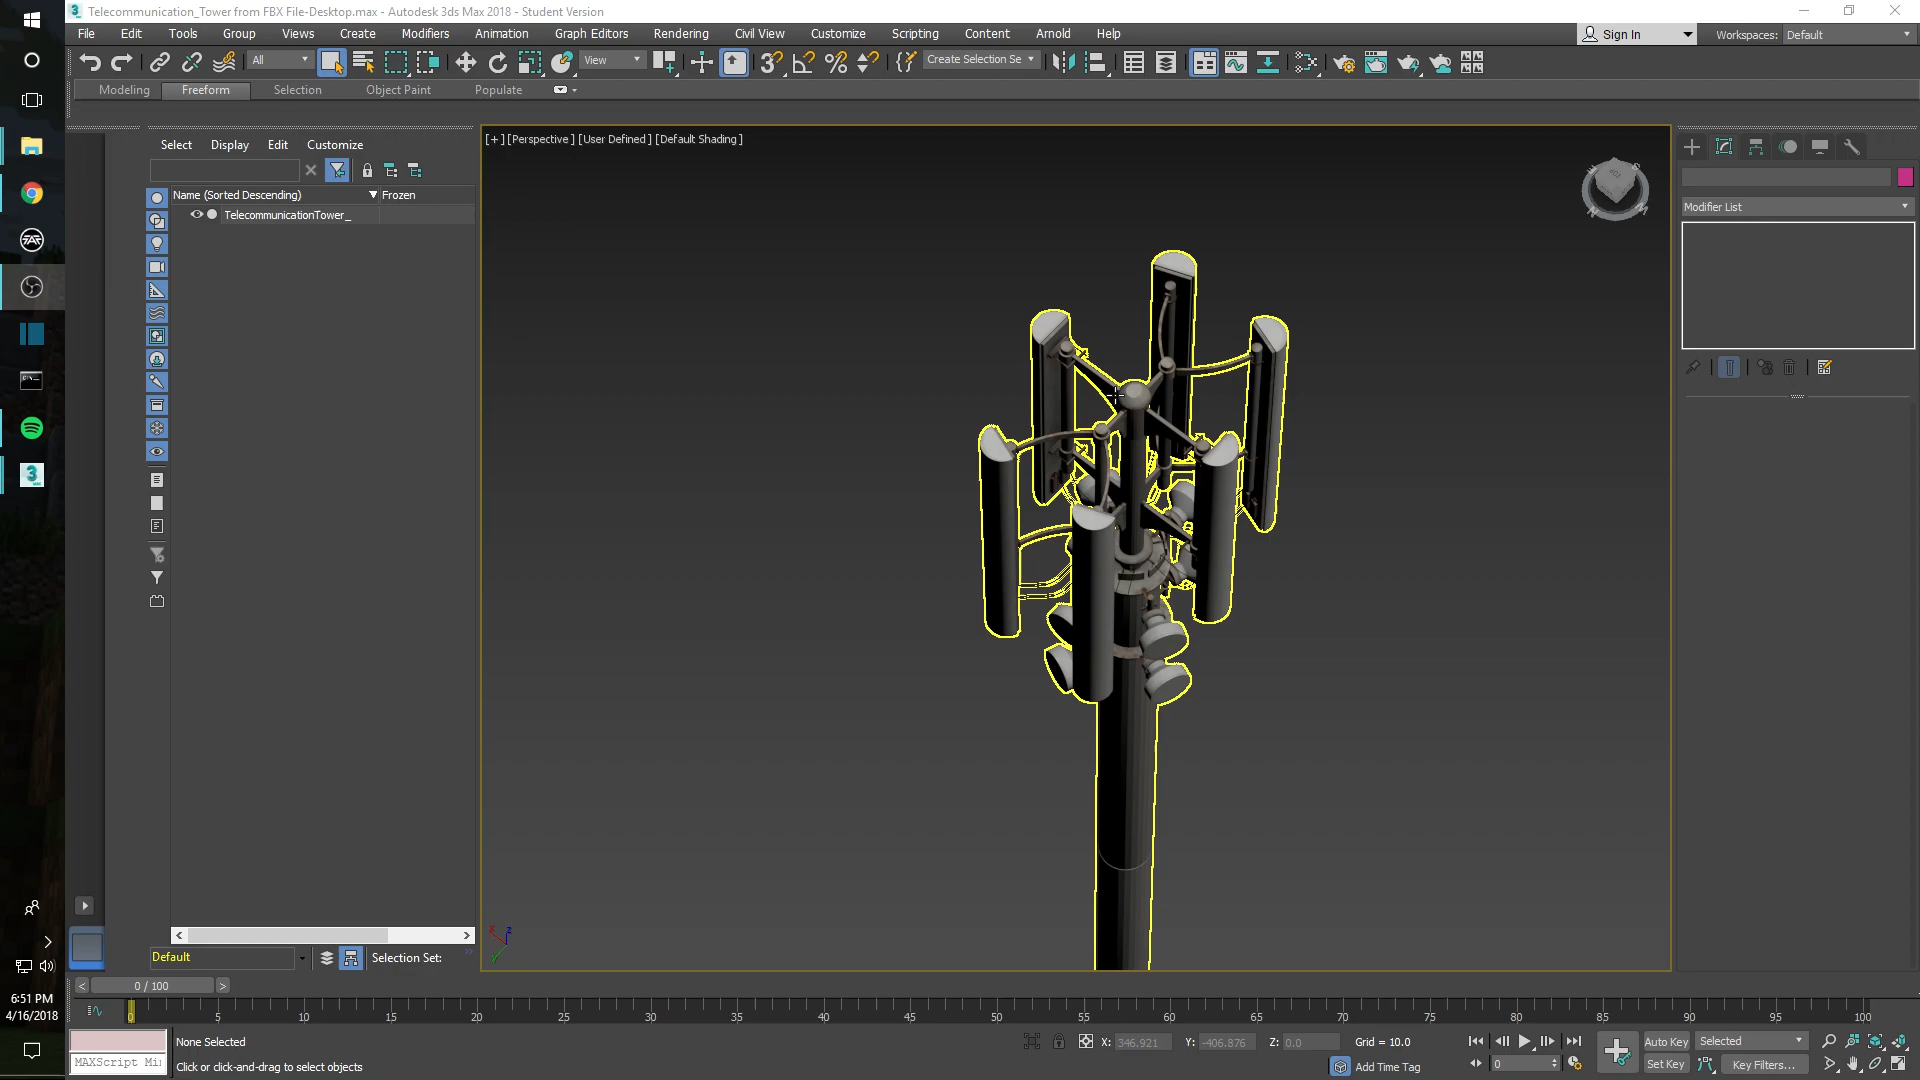 Telecommunication_Tower from FBX File-Desktop.max - Autodesk 3ds Max 2018 - Student Version
File Edit Tools Group Views Create Modifiers Animation Graph Editors Rendering Civil View Customize Scripting Content Arnold Help
Sign In
Workspaces: Default
All
View
Create Selection Se
Modeling Freeform Selection Object Paint Populate
Select Display Edit Customize
Name (Sorted Descending) Frozen
TelecommunicationTower_
[+] [Perspective] [User Defined] [Default Shading]
Modifier List
Default
Selection Set:
0 / 100
0 5 10 15 20 25 30 35 40 45 50 55 60 65 70 75 80 85 90 95 100
6:51 PM
4/16/2018
None Selected
X: 346.921 Y: -406.876 Z: 0.0 Grid = 10.0
Auto Key Selected
MAXScript Mi
Click or click-and-drag to select objects
Add Time Tag
0
Set Key Key Filters...